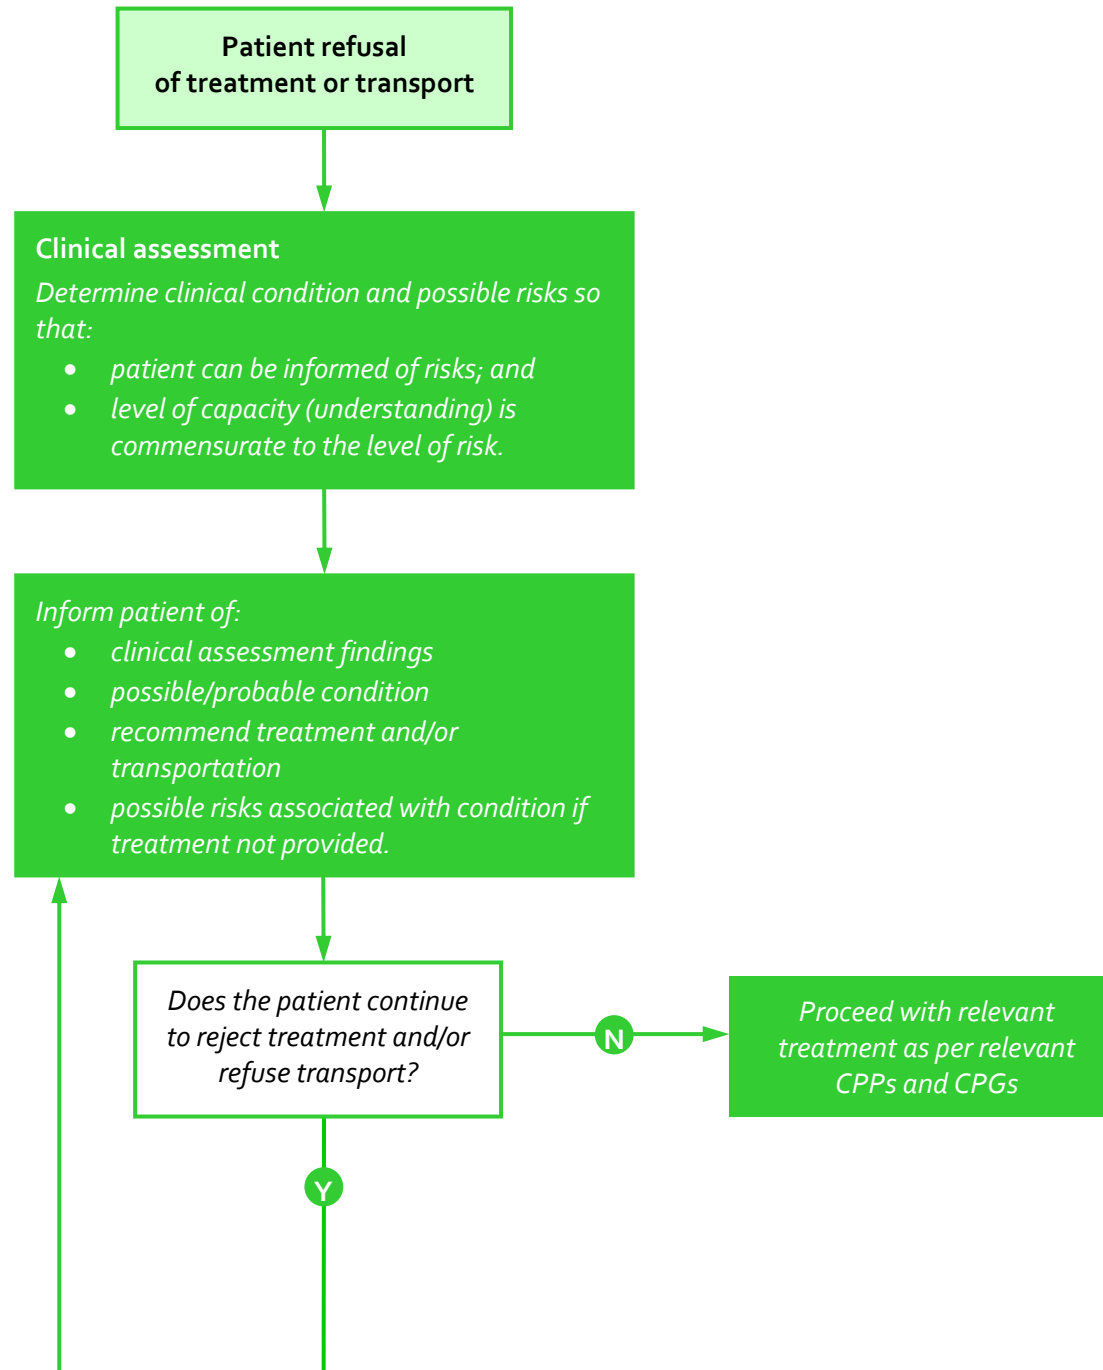 Patient refusal
of treatment or transport
Clinical assessment
Determine clinical condition and possible risks so
that:
• patient can be informed of risks; and
• level of capacity (understanding) is
commensurate to the level of risk.
Inform patient of:
• clinical assessment findings
• possible/probable condition
• recommend treatment and/or
transportation
• possible risks associated with condition if
treatment not provided.
Does the patient continue
to reject treatment and/or
refuse transport?
N
Proceed with relevant
treatment as per relevant
CPPs and CPGs
Y